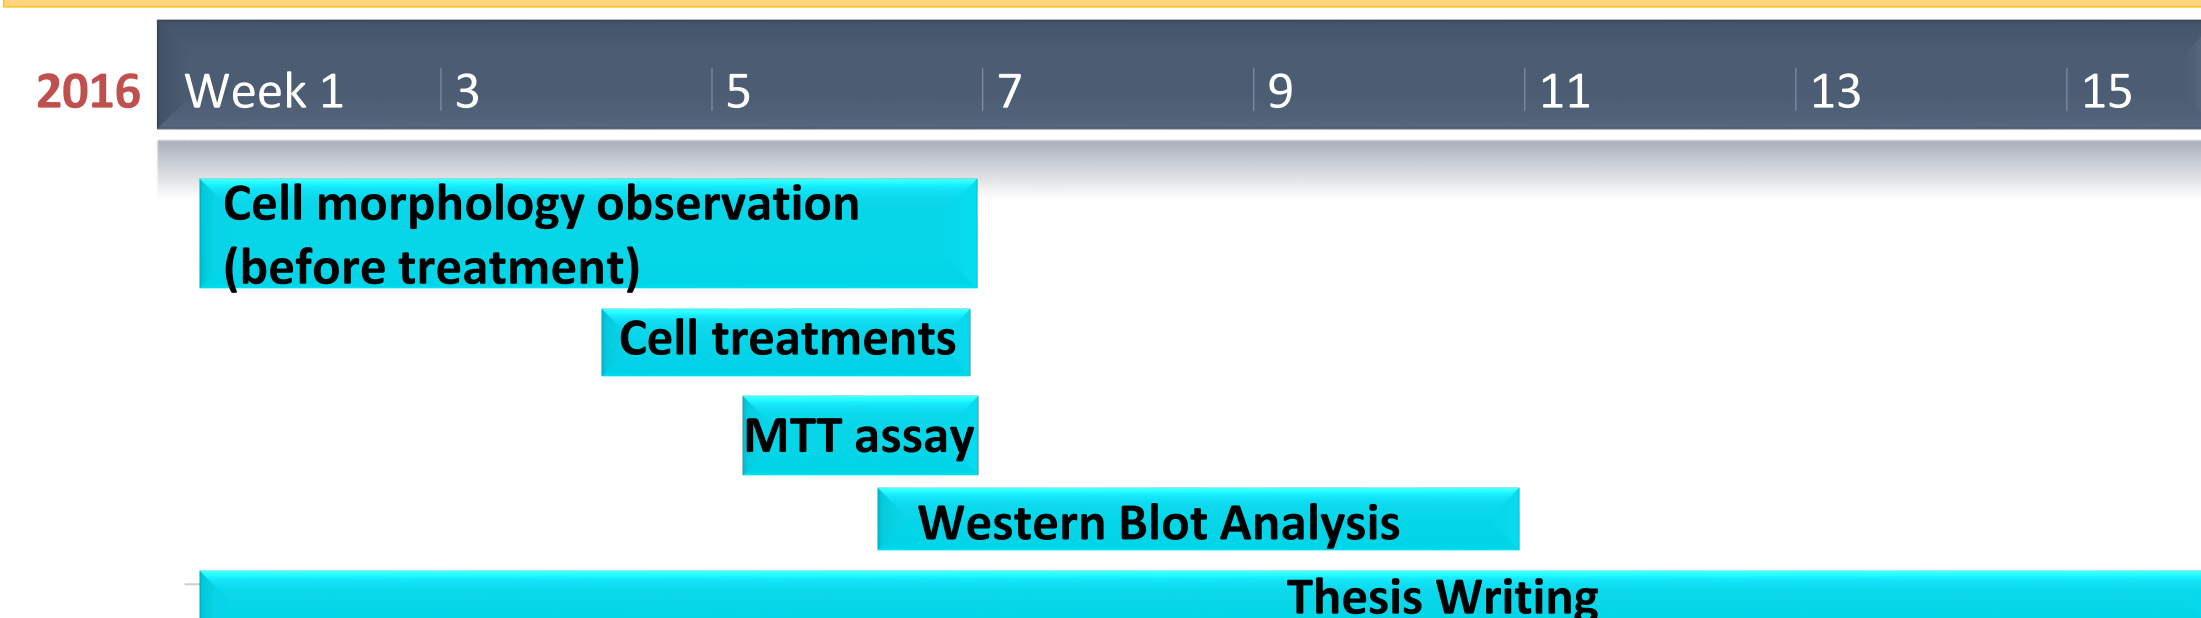 2016 Week 1 3 5 7 9 11 13 15
Cell morphology observation
(before treatment)
Cell treatments
MTT assay
Western Blot Analysis
Thesis Writing